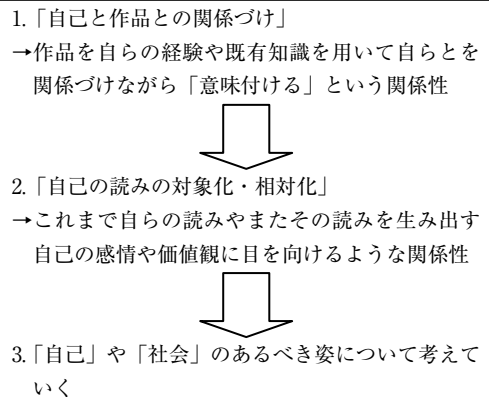 1.「自己と作品との関係づけ」
→作品を自らの経験や既有知識を用いて自らとを
関係づけながら「意味付ける」という関係性
2.「自己の読みの対象化・相対化」
→これまで自らの読みやまたその読みを生み出す
自己の感情や価値観に目を向けるような関係性
3.「自己」や「社会」のあるべき姿について考えて
いく